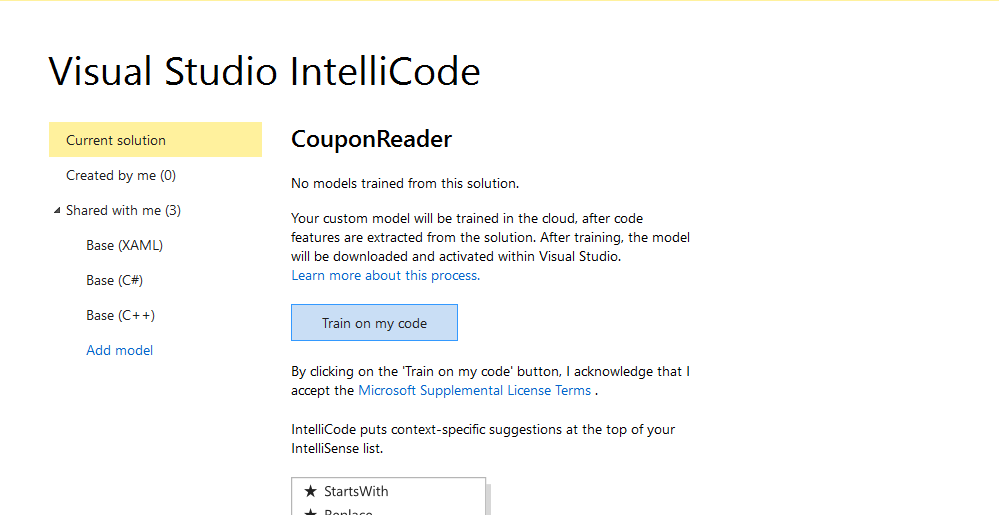 Visual Studio IntelliCode
Current solution
Created by me (0)
Shared with me (3)
Base (XAML)
Base (C#)
Base (C++)
Add model
CouponReader
No models trained from this solution.
Your custom model will be trained in the cloud, after code
features are extracted from the solution. After training, the model
will be downloaded and activated within Visual Studio.
Learn more about this process.
Train on my code
By clicking on the 'Train on my code' button, I acknowledge that I
accept the Microsoft Supplemental License Terms .
IntelliCode puts context-specific suggestions at the top of your
IntelliSense list.
★ StartsWith
★ Replace